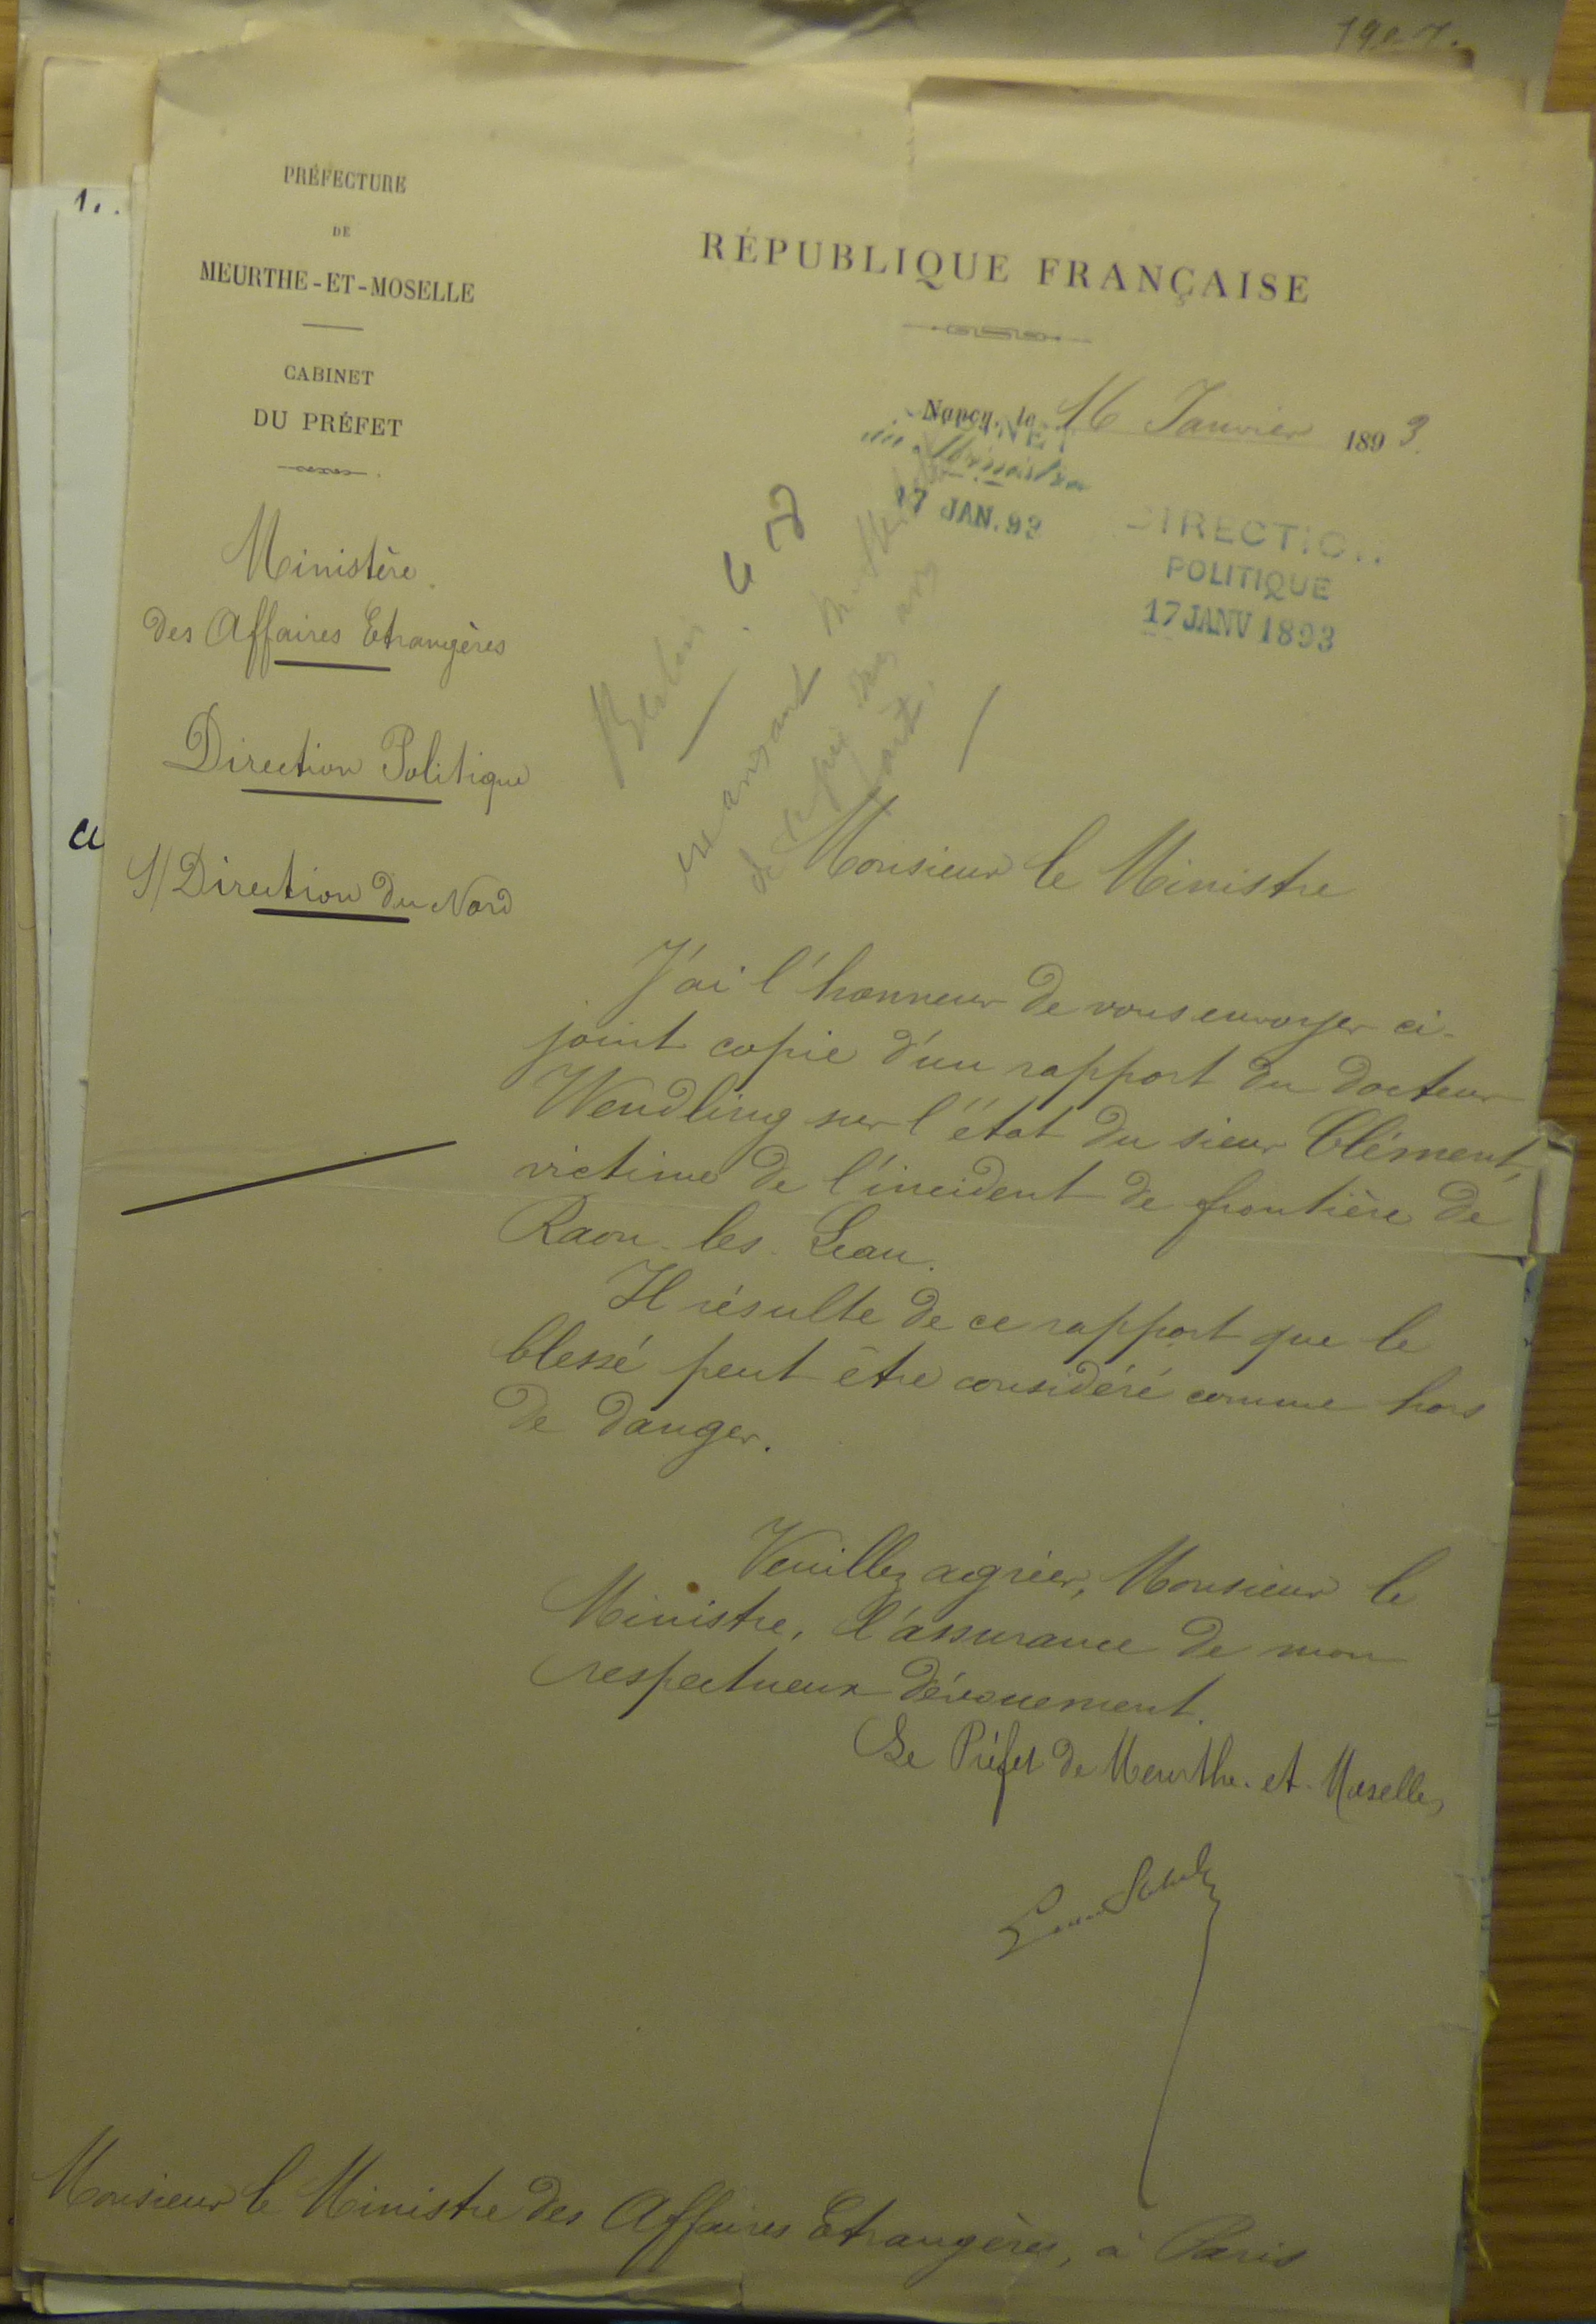 PRÉFECTURE
DE
MEURTHE-ET-MOSELLE
CABINET
DU PRÉFET
RÉPUBLIQUE FRANÇAISE
Nancy, le 16 Janvier 1893.
du Ministre
17 JAN. 93
DIRECTION
POLITIQUE
17 JANV 1893
Ministère
des Affaires Etrangères
Direction Politique
S/Direction du Nord
Berlin
Monsieur le Ministre
J'ai l'honneur de vous envoyer ci-
joint copie d'un rapport du docteur
Wendling sur l'état du sieur Clément,
victime de l'incident de frontière de
Raon-les-Leau.
Il résulte de ce rapport que le
blessé peut être considéré comme hors
de danger.
Veuillez agréer, Monsieur le
Ministre, l'assurance de mon
respectueux dévouement.
Le Préfet de Meurthe-et-Moselle,
Monsieur le Ministre des Affaires Etrangères, à Paris